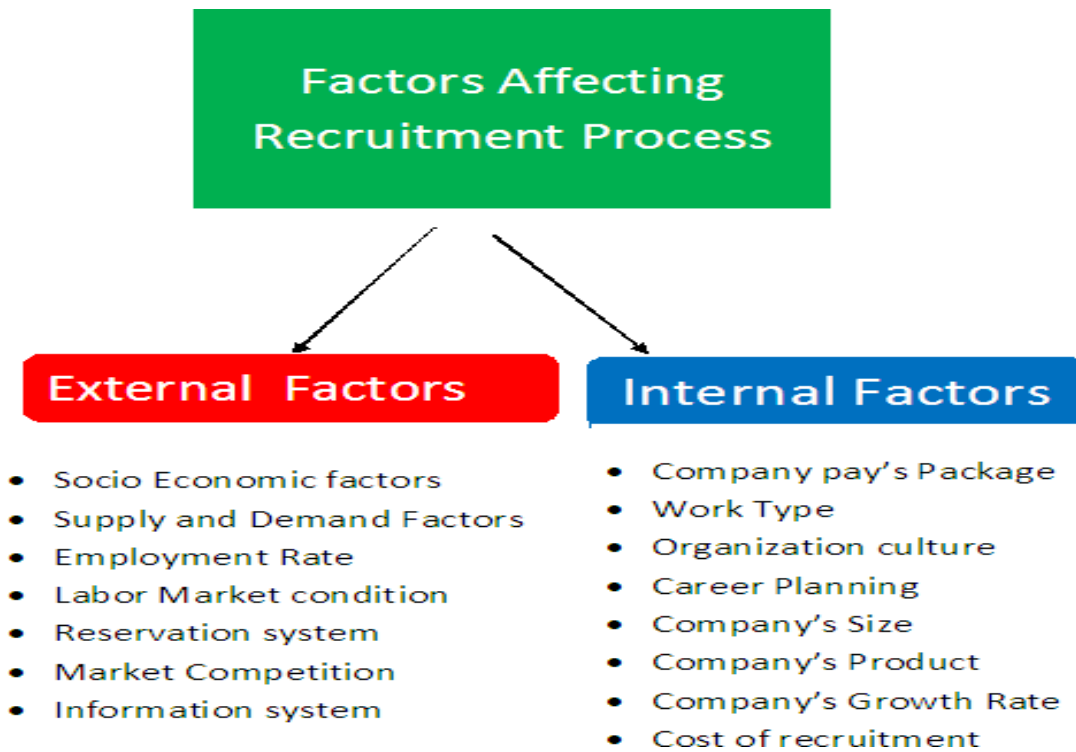 Factors Affecting
Recruitment Process
External Factors
• Socio Economic factors
• Supply and Demand Factors
• Employment Rate
• Labor Market condition
• Reservation system
• Market Competition
• Information system
Internal Factors
• Company pay's Package
• Work Type
• Organization culture
• Career Planning
• Company's Size
• Company's Product
• Company's Growth Rate
• Cost of recruitment